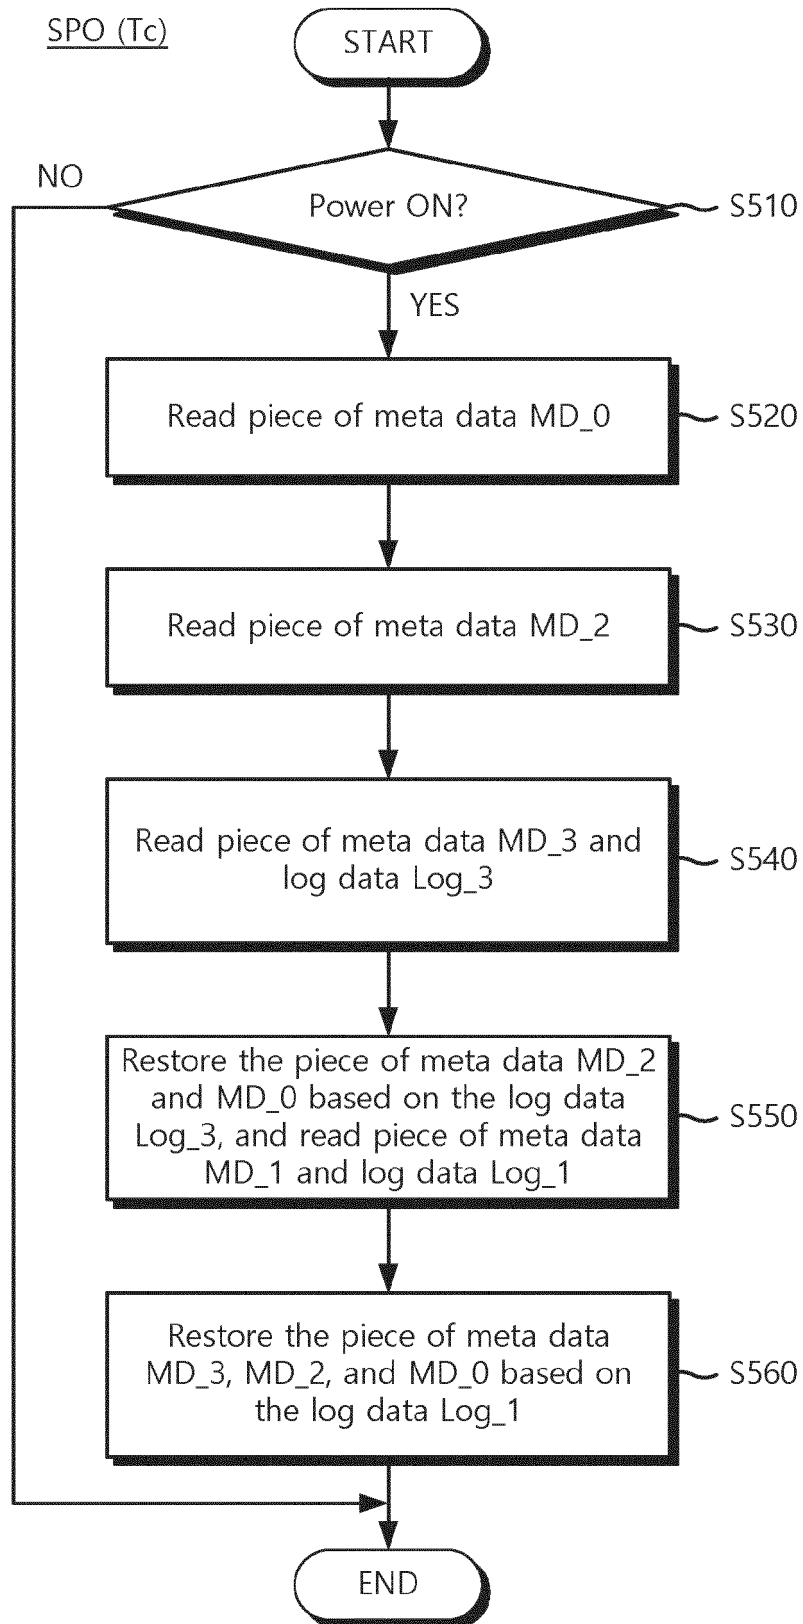 SPO (Tc)
START
NO
Power ON?
S510
YES
Read piece of meta data MD_0
S520
Read piece of meta data MD_2
S530
Read piece of meta data MD_3 and
log data Log_3
S540
Restore the piece of meta data MD_2
and MD_0 based on the log data
Log_3, and read piece of meta data
MD_1 and log data Log_1
S550
Restore the piece of meta data
MD_3, MD_2, and MD_0 based on
the log data Log_1
S560
END